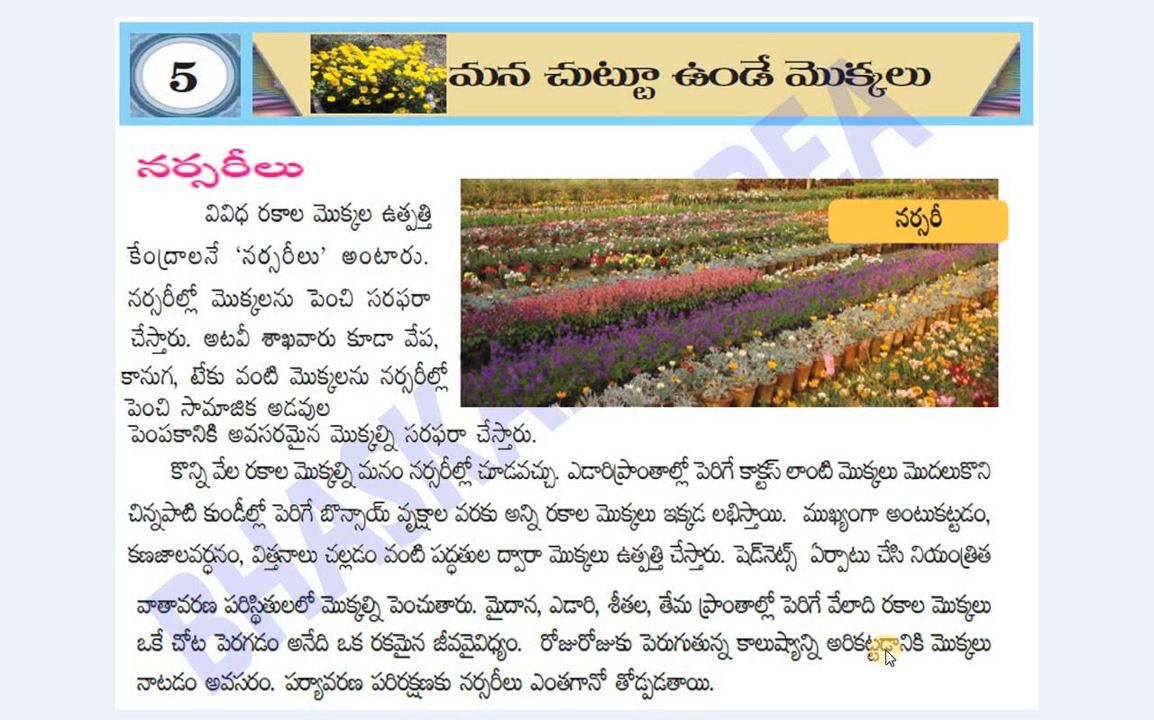 5
మన చుట్టూ ఉండే మొక్కలు
నర్సరీలు
నర్సరీ
వివిధ రకాల మొక్కల ఉత్పత్తి
కేంద్రాలనే 'నర్సరీలు' అంటారు.
నర్సరీల్లో మొక్కలను పెంచి సరఫరా
చేస్తారు. అటవీ శాఖవారు కూడా వేప,
కానుగ, టేకు వంటి మొక్కలను నర్సరీల్లో
పెంచి సామాజిక అడవుల
పెంపకానికి అవసరమైన మొక్కల్ని సరఫరా చేస్తారు.
కొన్ని వేల రకాల మొక్కల్ని మనం నర్సరీల్లో చూడవచ్చు. ఎడారిప్రాంతాల్లో పెరిగే కాక్టస్ లాంటి మొక్కలు మొదలుకొని
చిన్నపాటి కుండీల్లో పెరిగే బొన్సాయ్ వృక్షాల వరకు అన్ని రకాల మొక్కలు ఇక్కడ లభిస్తాయి. ముఖ్యంగా అంటుకట్టడం,
కణజాలవర్ధనం, విత్తనాలు చల్లడం వంటి పద్ధతుల ద్వారా మొక్కలు ఉత్పత్తి చేస్తారు. షెడ్‌నెట్స్ ఏర్పాటు చేసి నియంత్రిత
వాతావరణ పరిస్థితులలో మొక్కల్ని పెంచుతారు. మైదాన, ఎడారి, శీతల, తేమ ప్రాంతాల్లో పెరిగే వేలాది రకాల మొక్కలు
ఒకే చోట పెరగడం అనేది ఒక రకమైన జీవవైవిధ్యం. రోజురోజుకు పెరుగుతున్న కాలుష్యాన్ని అరికట్టడానికి మొక్కలు
నాటడం అవసరం. పర్యావరణ పరిరక్షణకు నర్సరీలు ఎంతగానో తోడ్పడతాయి.